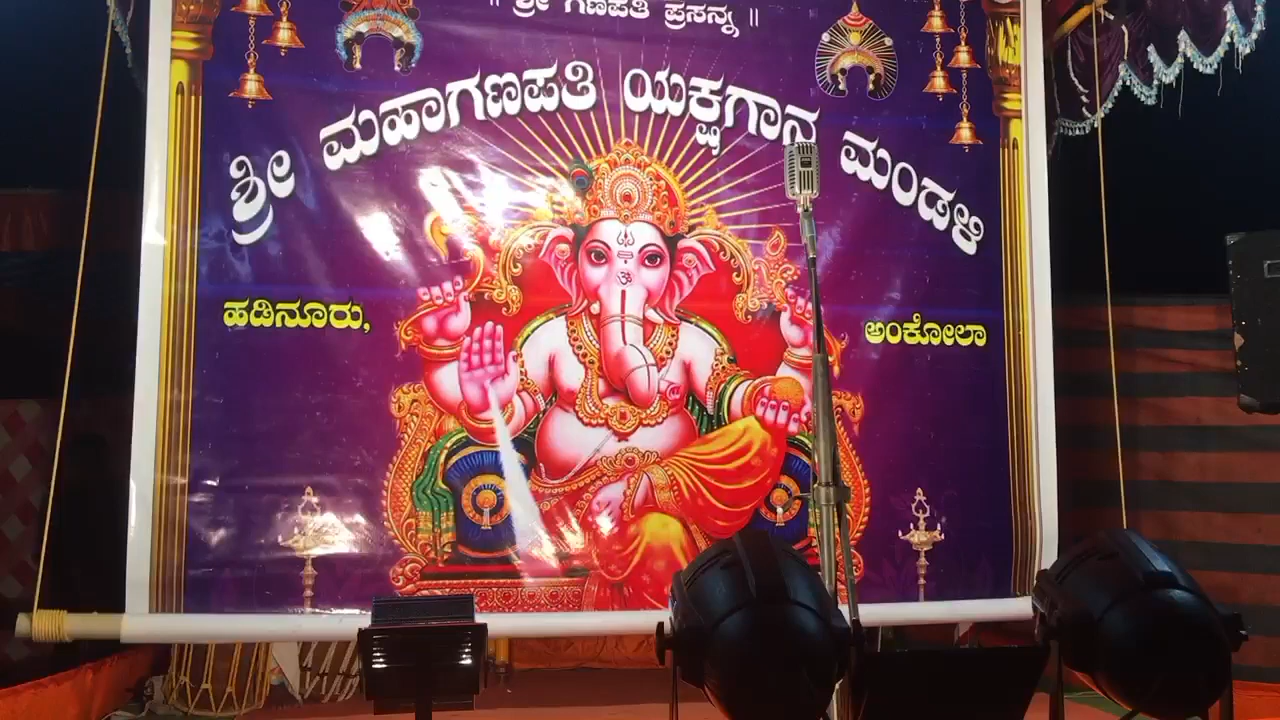 ॥ ಶ್ರೀ ಗಣಪತಿ ಪ್ರಸನ್ನ ॥
ಶ್ರೀ ಮಹಾಗಣಪತಿ ಯಕ್ಷಗಾನ ಮಂಡಳಿ
ಹಡಿನೂರು,
ಅಂಕೋಲಾ